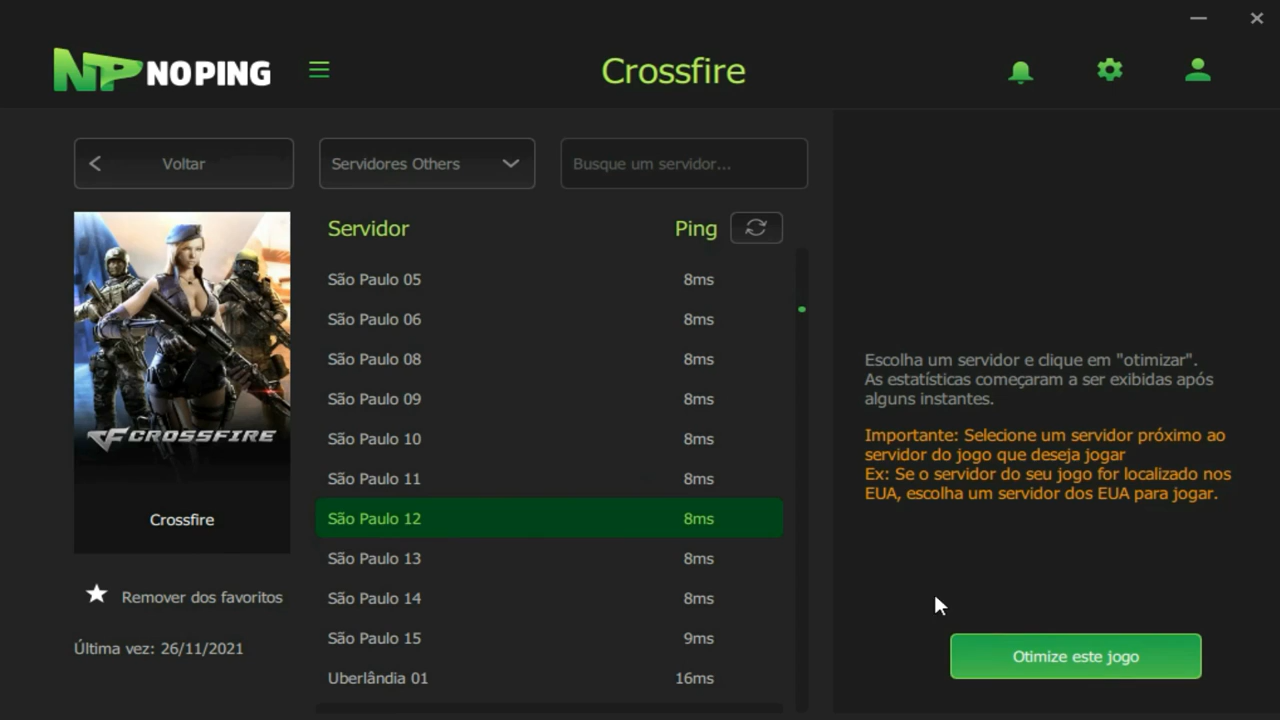 NP NOPING
Crossfire
Voltar
Servidores Others
Busque um servidor...
Servidor Ping
São Paulo 05 8ms
São Paulo 06 8ms
São Paulo 08 8ms
São Paulo 09 8ms
São Paulo 10 8ms
São Paulo 11 8ms
São Paulo 12 8ms
São Paulo 13 8ms
São Paulo 14 8ms
São Paulo 15 9ms
Uberlândia 01 16ms
CF CROSSFIRE
Crossfire
Remover dos favoritos
Última vez: 26/11/2021
Escolha um servidor e clique em "otimizar".
As estatísticas começaram a ser exibidas após
alguns instantes.
Importante: Selecione um servidor próximo ao
servidor do jogo que deseja jogar
Ex: Se o servidor do seu jogo for localizado nos
EUA, escolha um servidor dos EUA para jogar.
Otimize este jogo